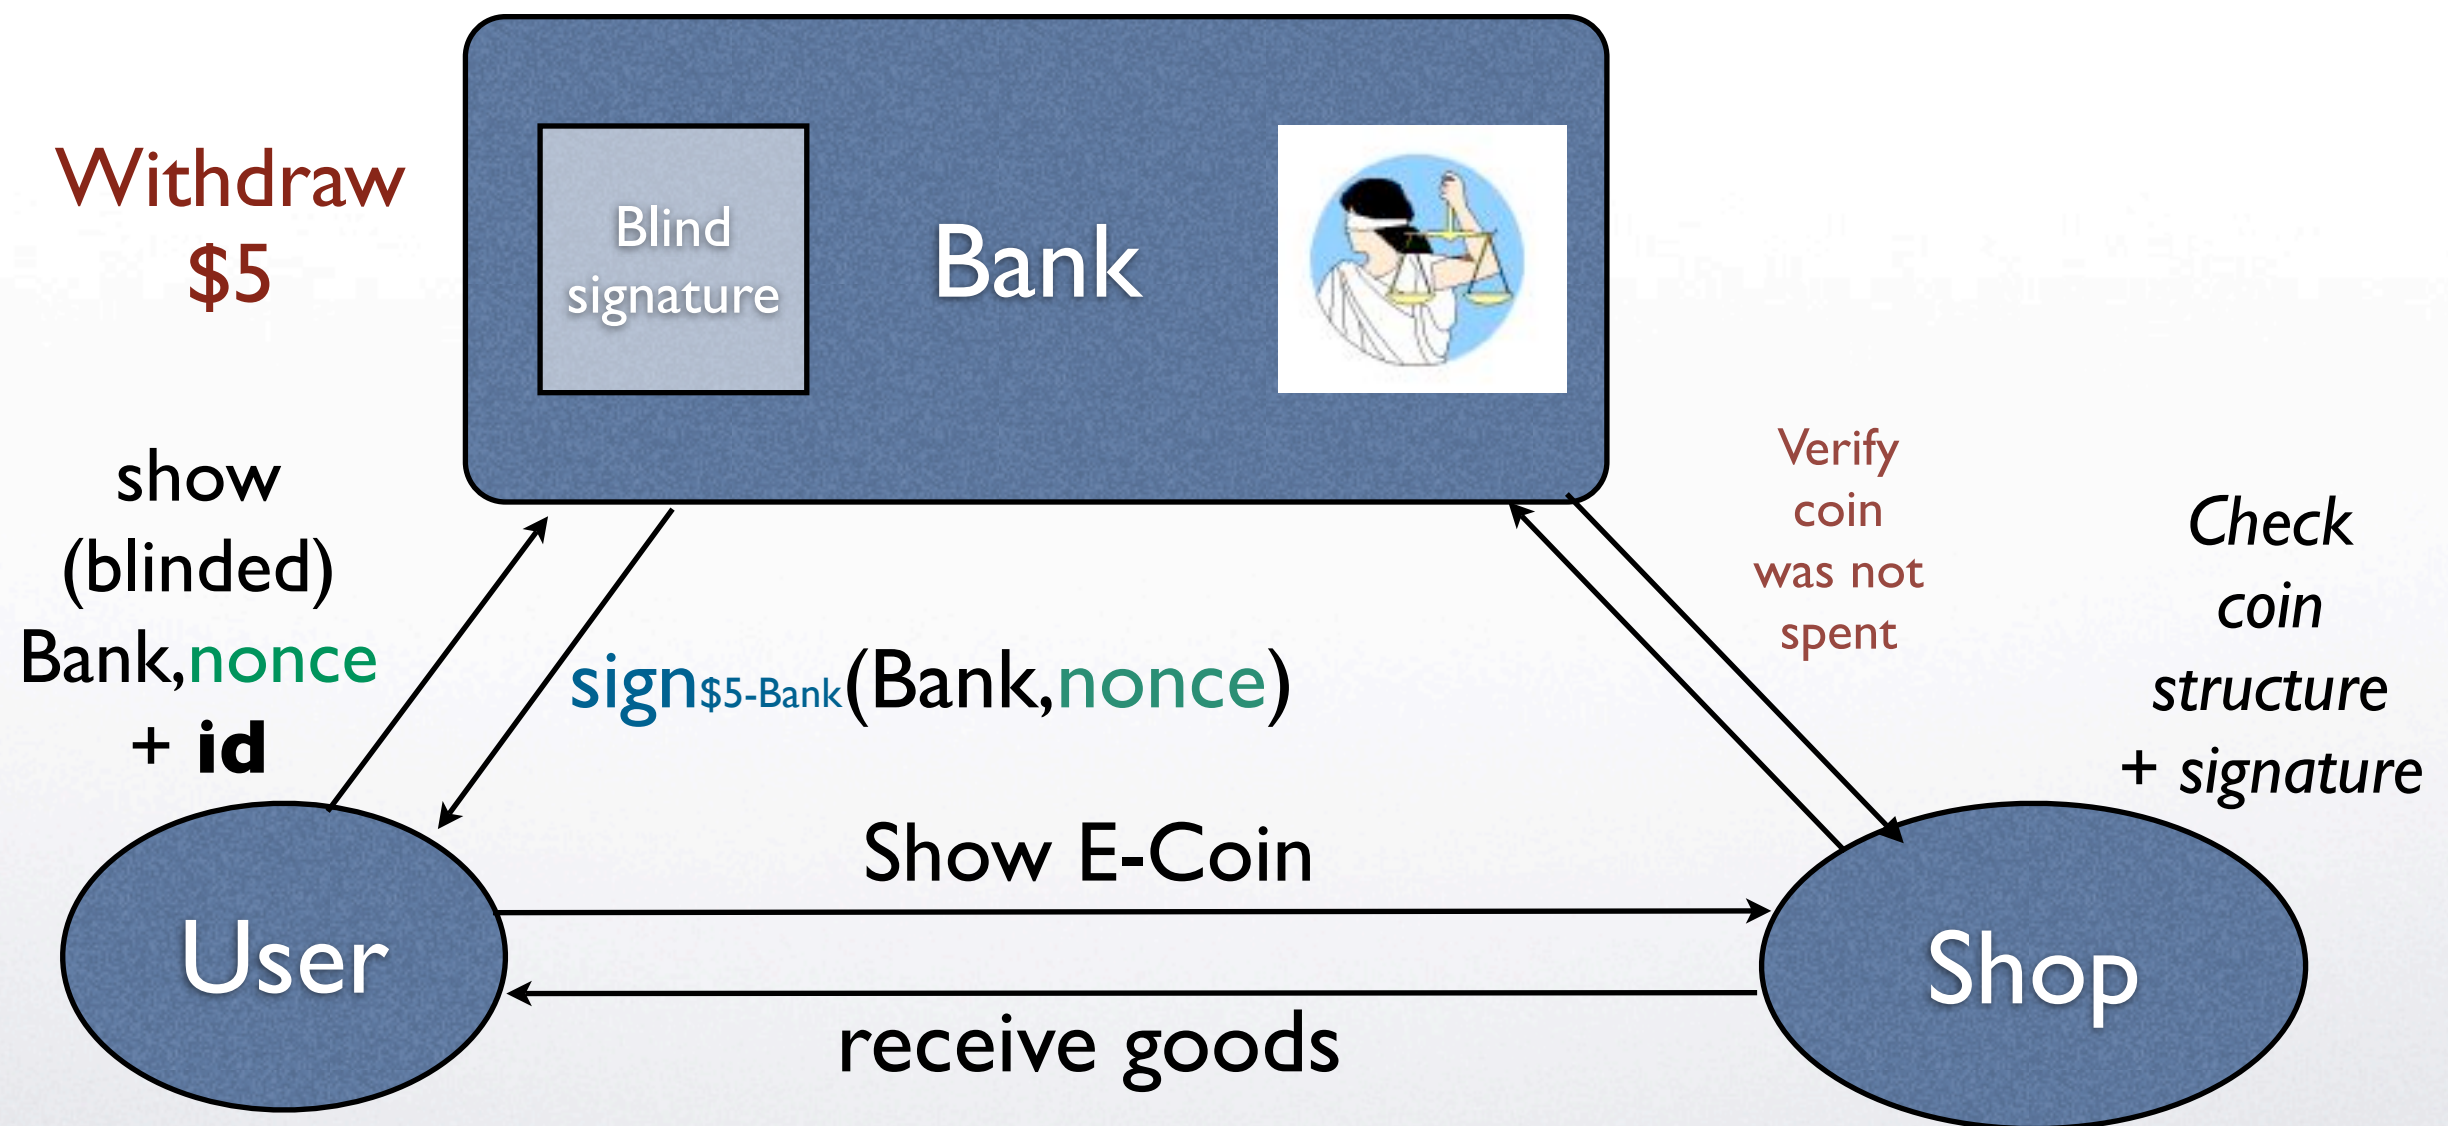 Withdraw
$5
Blind
signature
Bank
show
(blinded)
Bank,nonce
+ id
sign$5-Bank(Bank,nonce)
Verify
coin
was not
spent
Check
coin
structure
+ signature
Show E-Coin
User
Shop
receive goods